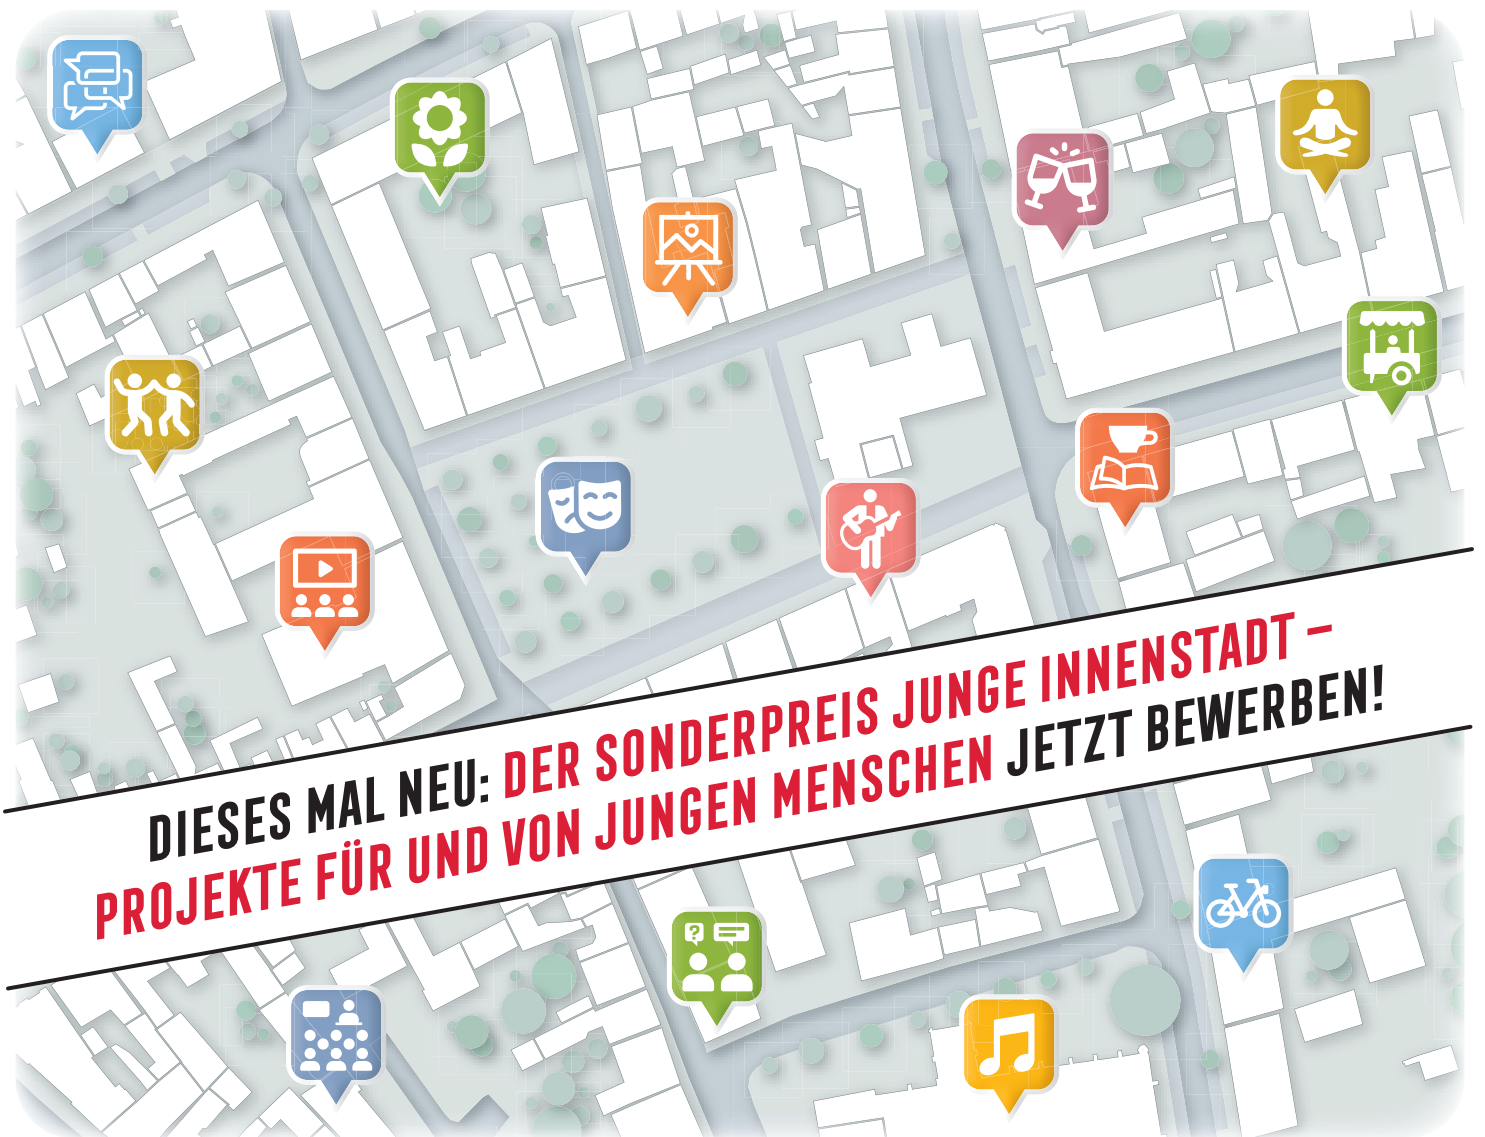 DIESES MAL NEU: DER SONDERPREIS JUNGE INNENSTADT –
PROJEKTE FÜR UND VON JUNGEN MENSCHEN JETZT BEWERBEN!
?